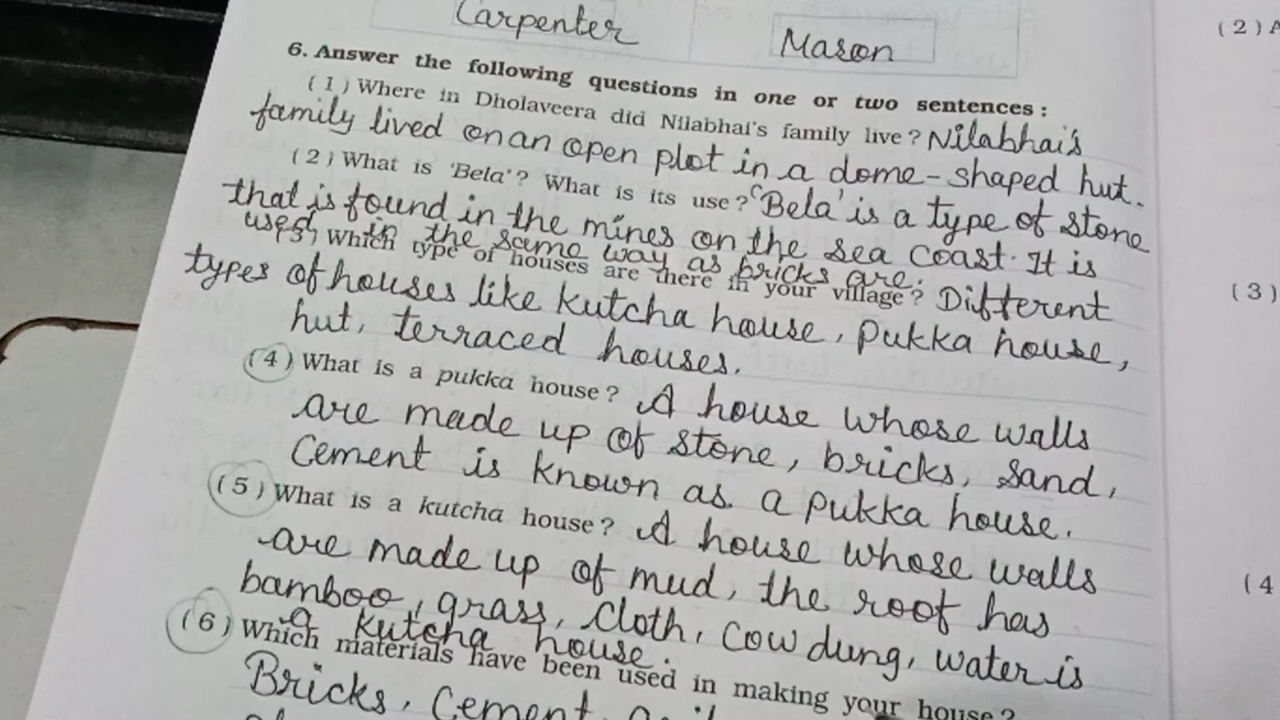 Carpenter Mason
6. Answer the following questions in one or two sentences :
(1) Where in Dholaveera did Nilabhai's family live? Nilabhai's
family lived on an open plot in a dome-shaped hut.
(2) What is 'Bela'? What is its use? 'Bela' is a type of stone
that is found in the mines on the sea coast. It is
used in the same way as bricks are.
(3) Which type of houses are there in your village? Different
types of houses like kutcha house, pukka house,
hut, terraced houses.
(4) What is a pukka house? A house whose walls
are made up of stone, bricks, sand,
cement is known as a pukka house.
(5) What is a kutcha house? A house whose walls
are made up of mud, the roof has
bamboo, grass, cloth, cow dung, water is
a kutcha house.
(6) Which materials have been used in making your house?
Bricks, Cement,
(2) A
(3)
(4